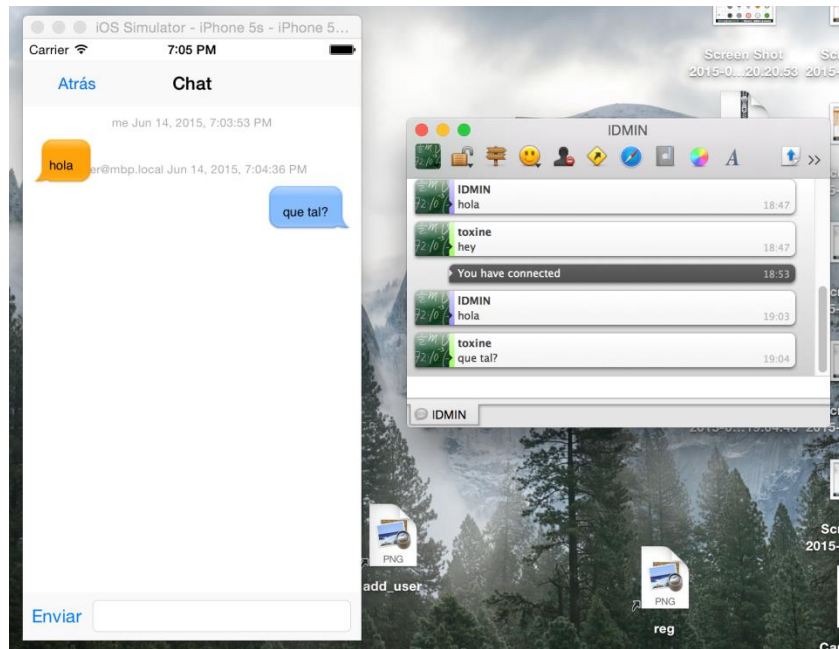 iOS Simulator - iPhone 5s - iPhone 5...
Carrier
7:05 PM
Atrás
Chat
me Jun 14, 2015, 7:03:53 PM
hola
er@mbp.local Jun 14, 2015, 7:04:36 PM
que tal?
Enviar
Screen Shot
2015-0...20.20.53
2015-
IDMIN
IDMIN
hola
18:47
toxine
hey
18:47
You have connected
18:53
IDMIN
hola
19:03
toxine
que tal?
19:04
IDMIN
PNG
add_user
PNG
reg
2015-